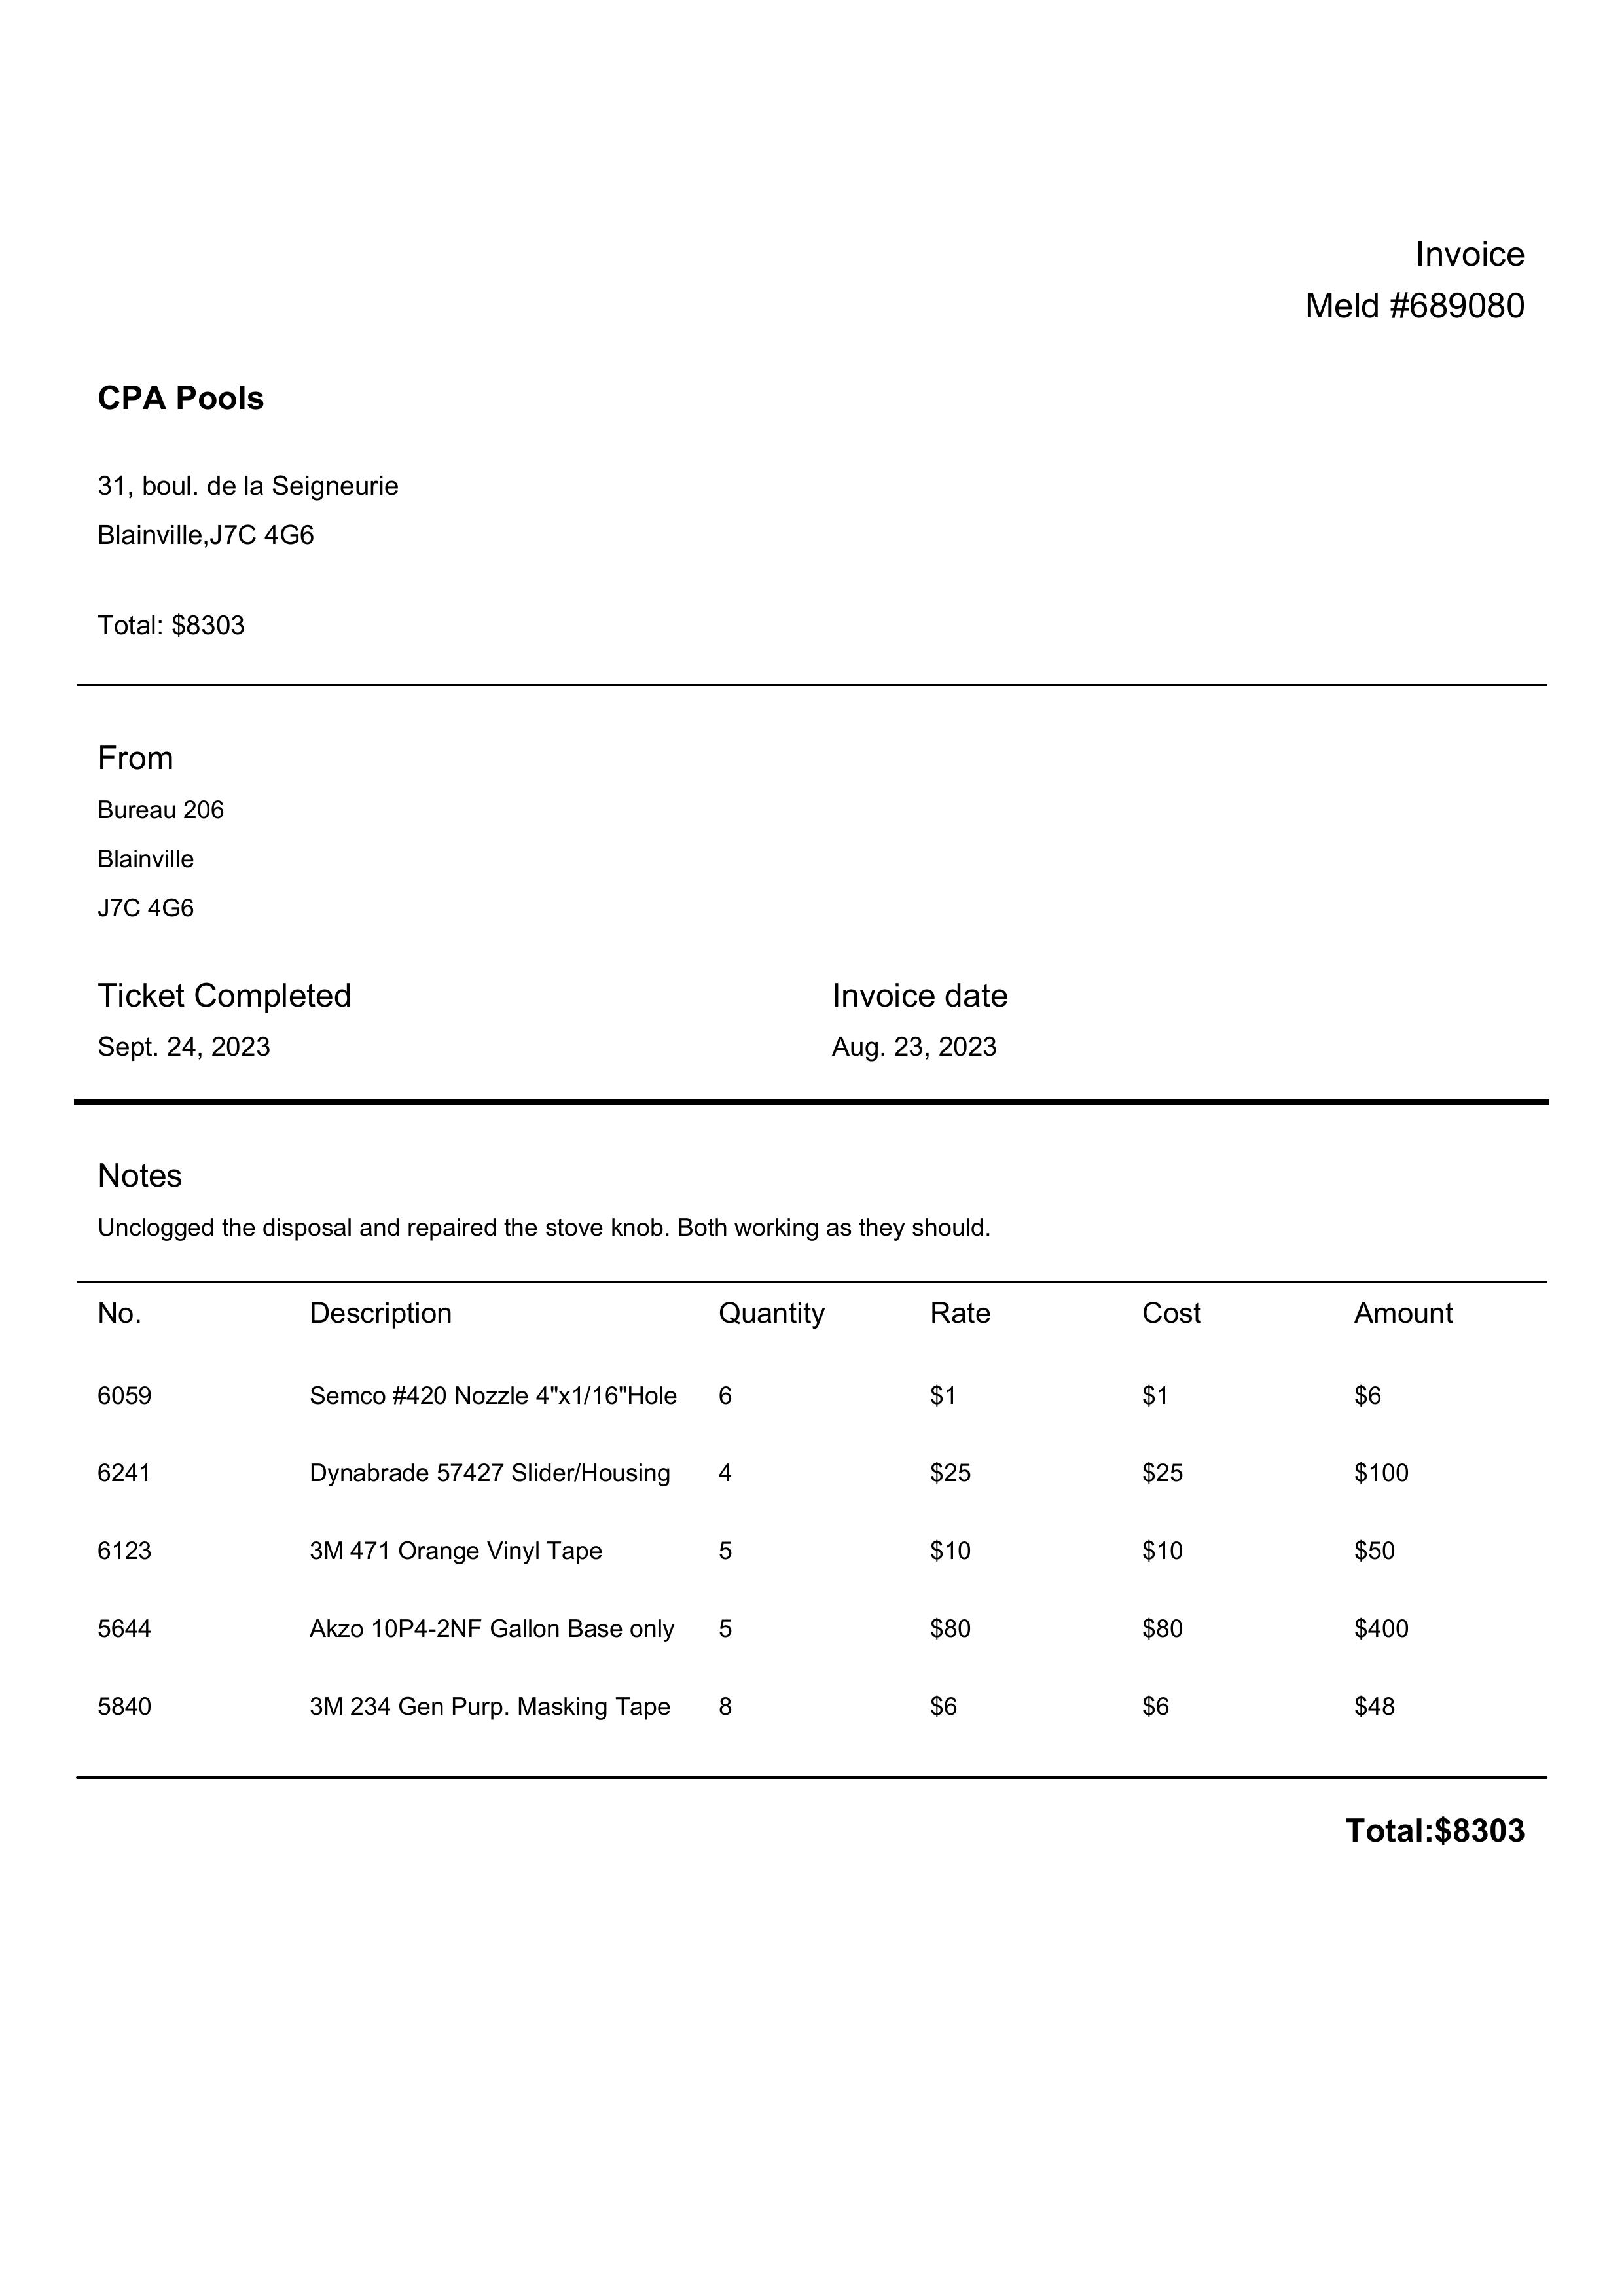 Invoice
Meld #689080
CPA Pools
31, boul. de la Seigneurie
Blainville,J7C 4G6
Total: $8303
From
Bureau 206
Blainville
J7C 4G6
Ticket Completed Invoice date
Sept. 24, 2023 Aug. 23, 2023
Notes
Unclogged the disposal and repaired the stove knob. Both working as they should.
No. Description Quantity Rate Cost Amount
6059 Semco #420 Nozzle 4"x1/16"Hole 6 $1 $1 $6
6241 Dynabrade 57427 Slider/Housing 4 $25 $25 $100
6123 3M 471 Orange Vinyl Tape 5 $10 $10 $50
5644 Akzo 10P4-2NF Gallon Base only 5 $80 $80 $400
5840 3M 234 Gen Purp. Masking Tape 8 $6 $6 $48
Total:$8303